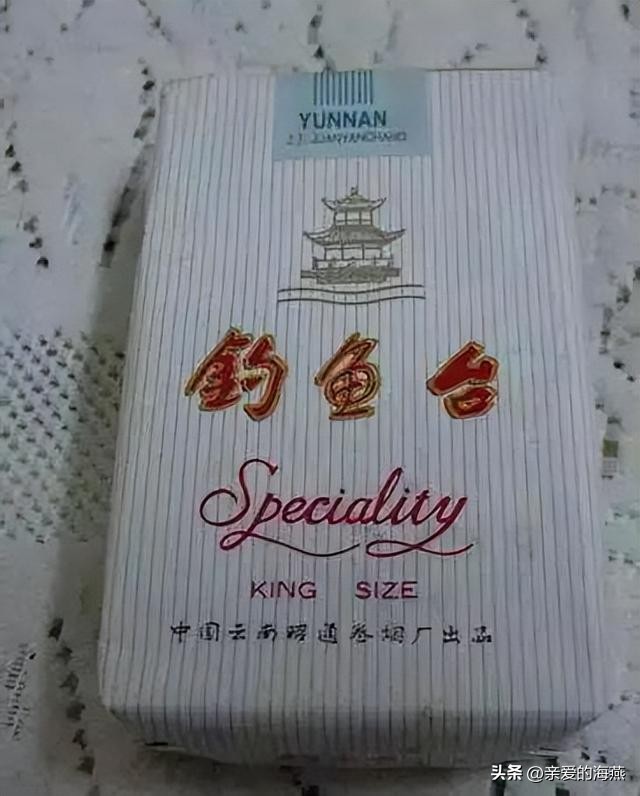 YUNNAN
钓鱼台
Speciality
KING SIZE
中国云南昭通卷烟厂出品
头条 @亲爱的海燕